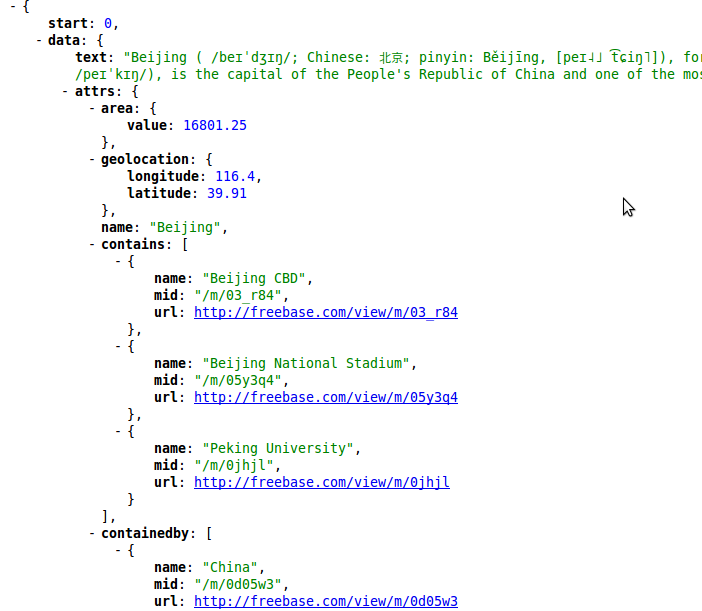 - {
start: 0,
- data: {
text: "Beijing ( /beɪˈdʒɪŋ/; Chinese: 北京; pinyin: Běijīng, [peɪ˨˩ t͡ɕiŋ˥]), for
/peɪˈkɪŋ/), is the capital of the People's Republic of China and one of the mos
- attrs: {
- area: {
value: 16801.25
},
- geolocation: {
longitude: 116.4,
latitude: 39.91
},
name: "Beijing",
- contains: [
- {
name: "Beijing CBD",
mid: "/m/03_r84",
url: http://freebase.com/view/m/03_r84
},
- {
name: "Beijing National Stadium",
mid: "/m/05y3q4",
url: http://freebase.com/view/m/05y3q4
},
- {
name: "Peking University",
mid: "/m/0jhjl",
url: http://freebase.com/view/m/0jhjl
}
],
- containedby: [
- {
name: "China",
mid: "/m/0d05w3",
url: http://freebase.com/view/m/0d05w3